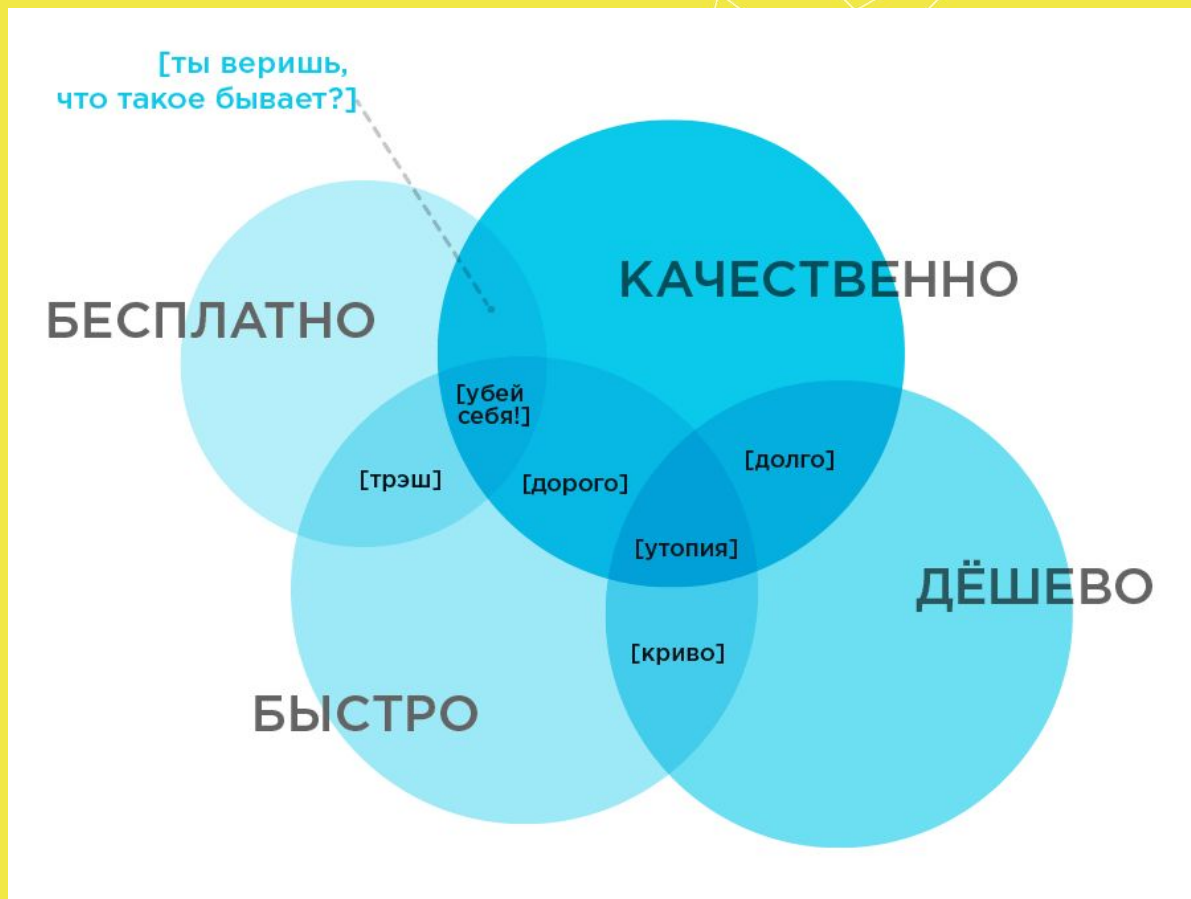 [ты веришь,
что такое бывает?]
КАЧЕСТВЕННО
БЕСПЛАТНО
[убей
себя!]
[трэш]
[дорого]
[долго]
[утопия]
ДЁШЕВО
[криво]
БЫСТРО